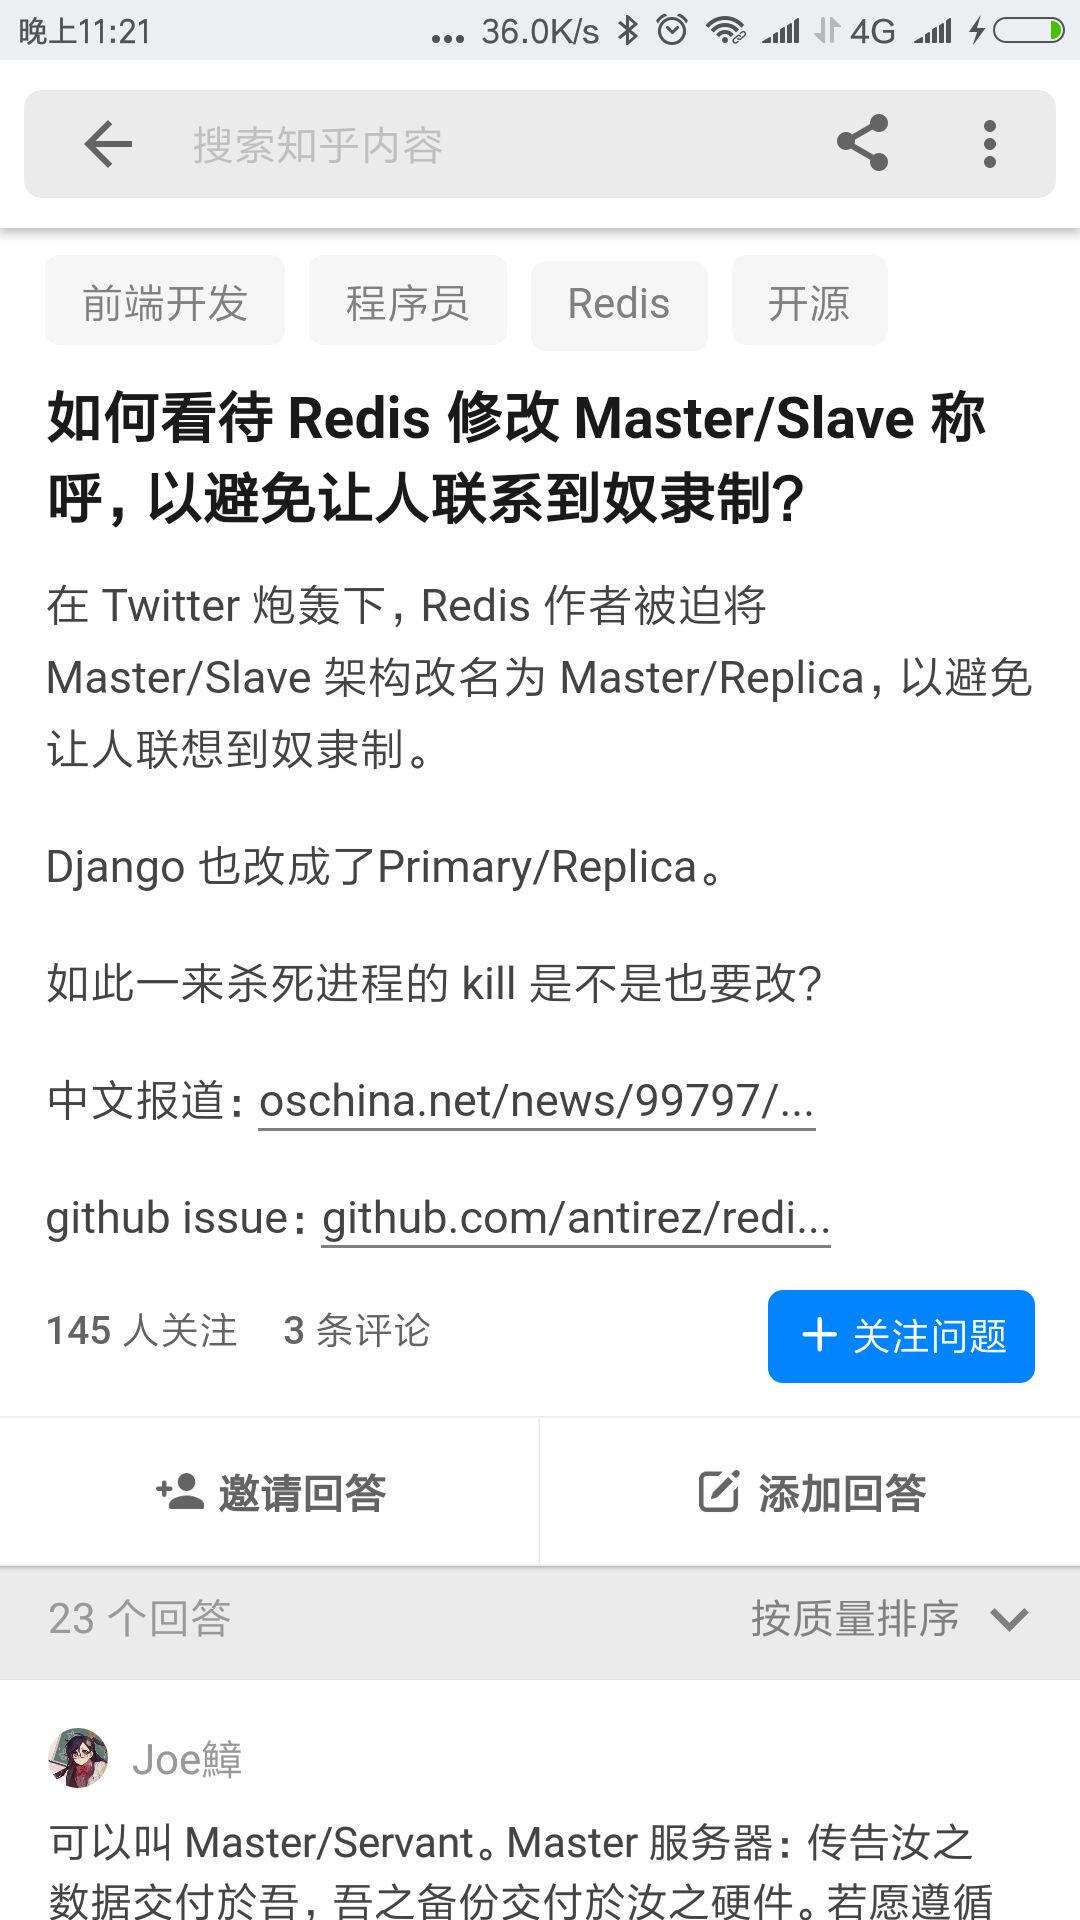 晚上11:21
... 36.0K/s 4G
搜索知乎内容
前端开发 程序员 Redis 开源
如何看待 Redis 修改 Master/Slave 称
呼，以避免让人联系到奴隶制？
在 Twitter 炮轰下，Redis 作者被迫将
Master/Slave 架构改名为 Master/Replica，以避免
让人联想到奴隶制。
Django 也改成了Primary/Replica。
如此一来杀死进程的 kill 是不是也要改？
中文报道：oschina.net/news/99797/...
github issue：github.com/antirez/redi...
145 人关注 3 条评论
+ 关注问题
邀请回答 添加回答
23 个回答 按质量排序
Joe鱆
可以叫 Master/Servant。Master 服务器：传告汝之
数据交付於吾，吾之备份交付於汝之硬件。若愿遵循